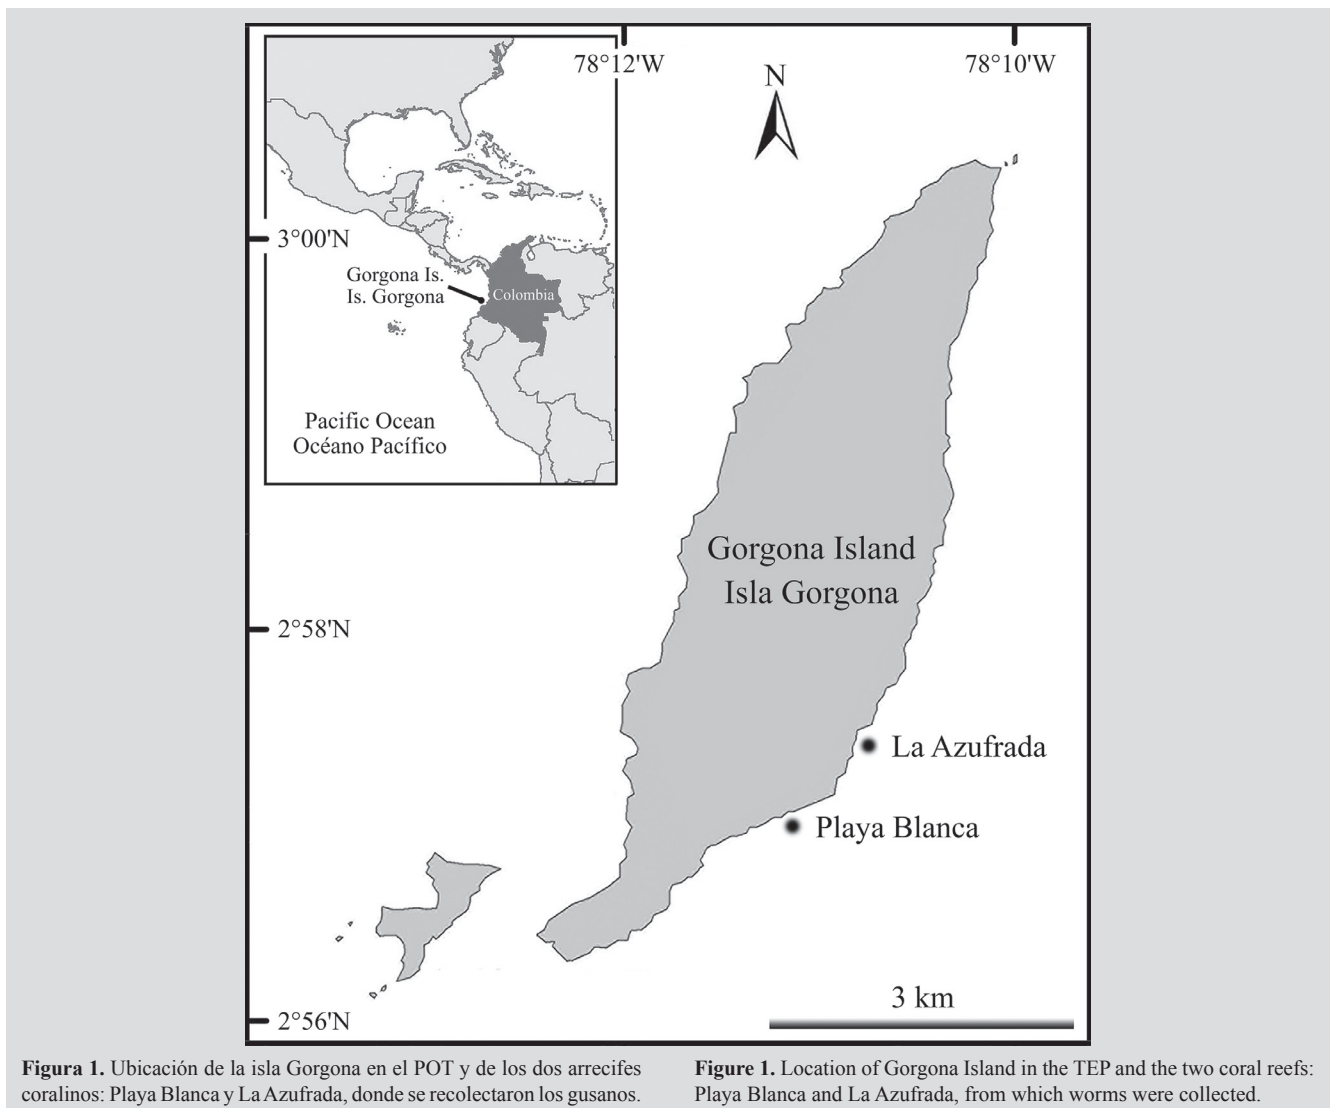 78°12'W
78°10'W
N
3°00'N
Gorgona Is.
Is. Gorgona
Colombia
Pacific Ocean
Océano Pacífico
Gorgona Island
Isla Gorgona
2°58'N
La Azufrada
Playa Blanca
3 km
2°56'N
Figura 1. Ubicación de la isla Gorgona en el POT y de los dos arrecifes
coralinos: Playa Blanca y La Azufrada, donde se recolectaron los gusanos.
Figure 1. Location of Gorgona Island in the TEP and the two coral reefs:
Playa Blanca and La Azufrada, from which worms were collected.